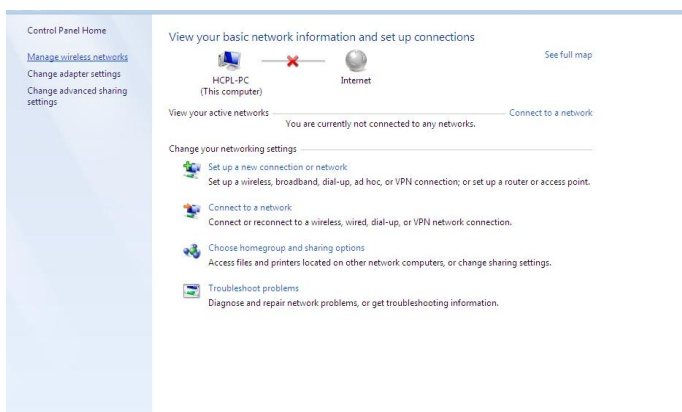 Control Panel Home
Manage wireless networks
Change adapter settings
Change advanced sharing
settings
View your basic network information and set up connections
See full map
HCPL-PC
(This computer)
Internet
View your active networks
Connect to a network
You are currently not connected to any networks.
Change your networking settings
Set up a new connection or network
Set up a wireless, broadband, dial-up, ad hoc, or VPN connection; or set up a router or access point.
Connect to a network
Connect or reconnect to a wireless, wired, dial-up, or VPN network connection.
Choose homegroup and sharing options
Access files and printers located on other network computers, or change sharing settings.
Troubleshoot problems
Diagnose and repair network problems, or get troubleshooting information.